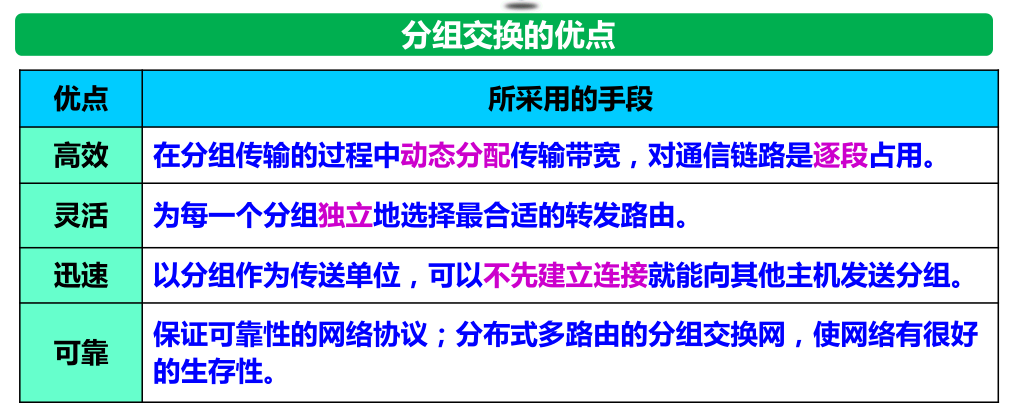 分组交换的优点
优点 所采用的手段
高效 在分组传输的过程中动态分配传输带宽，对通信链路是逐段占用。
灵活 为每一个分组独立地选择最合适的转发路由。
迅速 以分组作为传送单位，可以不先建立连接就能向其他主机发送分组。
可靠 保证可靠性的网络协议；分布式多路由的分组交换网，使网络有很好
的生存性。